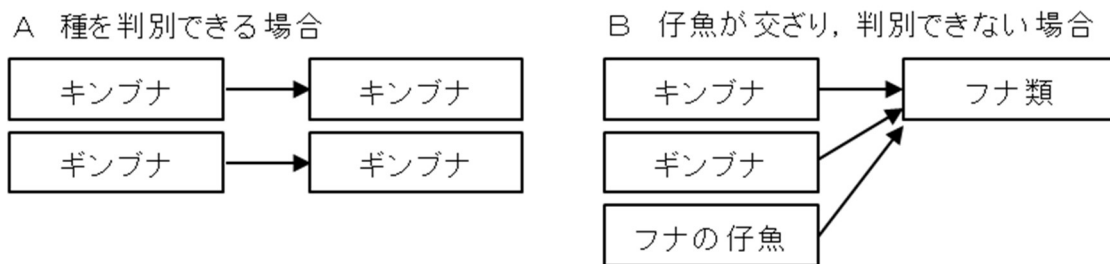 A 種を判別できる場合
キンブナ
キンブナ
ギンブナ
ギンブナ
B 仔魚が交ざり，判別できない場合
キンブナ
フナ類
ギンブナ
フナの仔魚